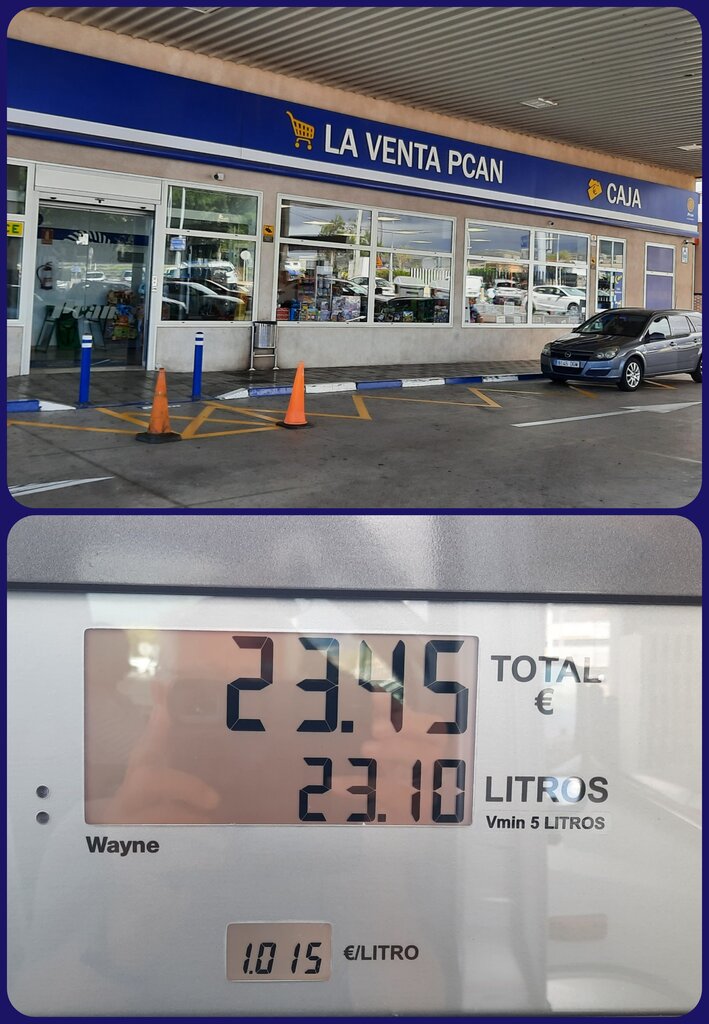 LA VENTA PCAN
CAJA
23.45
TOTAL
€
23.10
LITROS
Vmin 5 LITROS
Wayne
1.015
€/LITRO